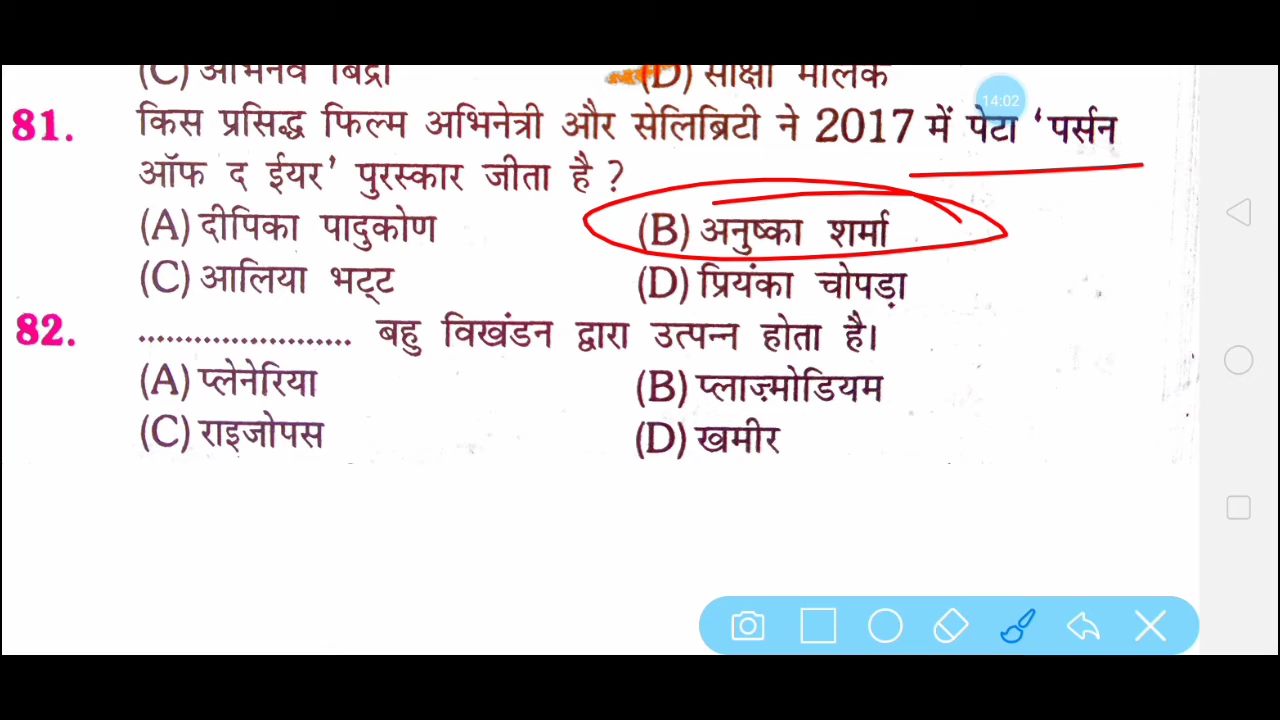 (C) अभिनव बिंद्रा (D) साक्षी मलिक
14:02
81. किस प्रसिद्ध फिल्म अभिनेत्री और सेलिब्रिटी ने 2017 में पेटा ‘पर्सन
ऑफ द ईयर’ पुरस्कार जीता है ?
(A) दीपिका पादुकोण (B) अनुष्का शर्मा
(C) आलिया भट्ट (D) प्रियंका चोपड़ा
82. ....................... बहु विखंडन द्वारा उत्पन्न होता है।
(A) प्लेनेरिया (B) प्लाज़्मोडियम
(C) राइजोपस (D) खमीर